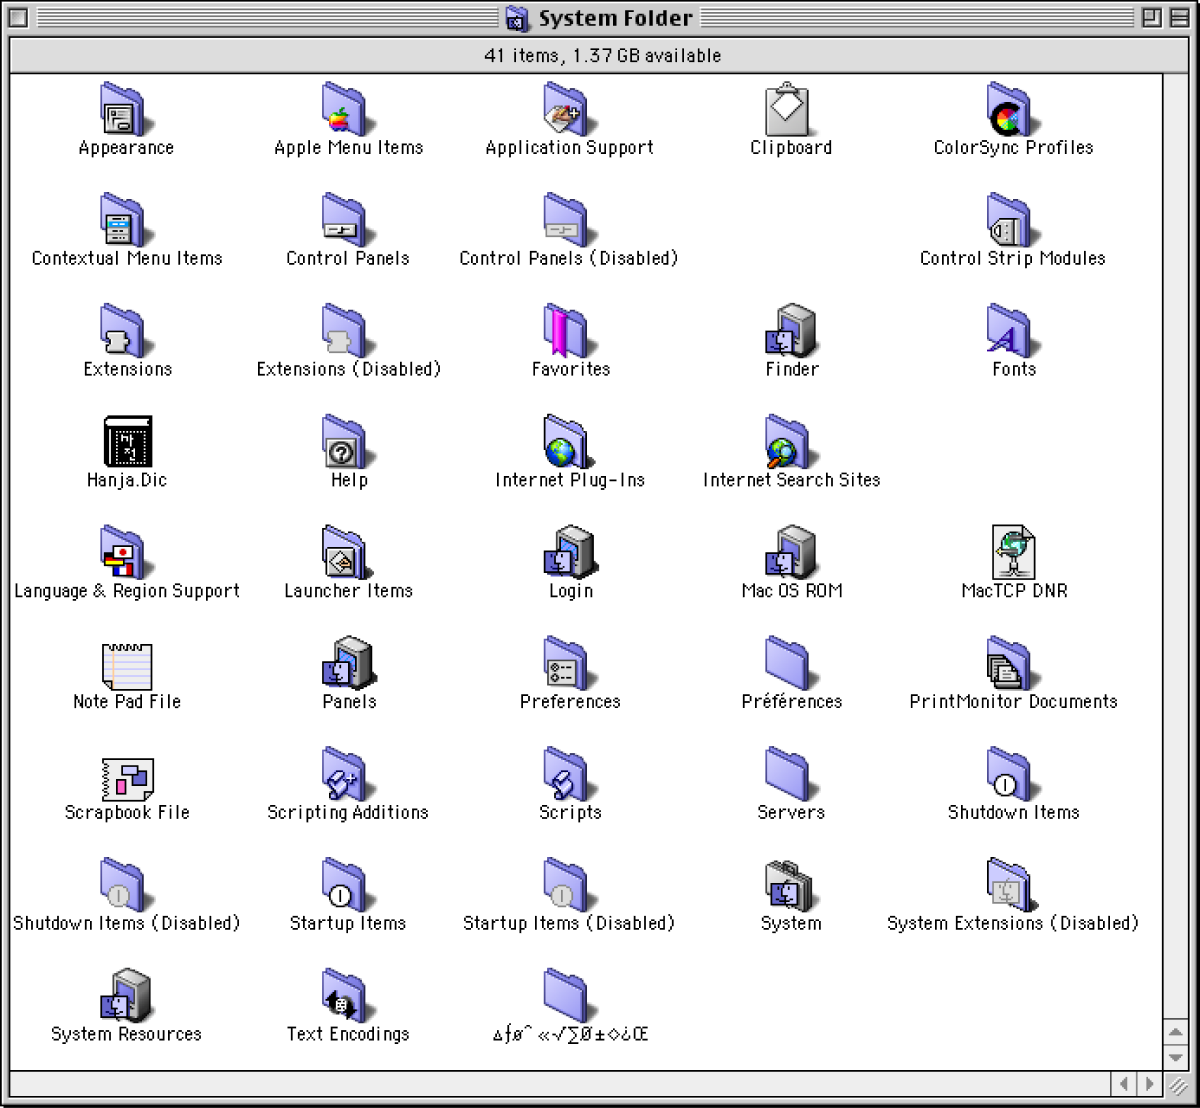 System Folder
41 items, 1.37 GB available
Appearance
Apple Menu Items
Application Support
Clipboard
ColorSync Profiles
Contextual Menu Items
Control Panels
Control Panels (Disabled)
Control Strip Modules
Extensions
Extensions (Disabled)
Favorites
Finder
Fonts
Hanja.Dic
Help
Internet Plug-Ins
Internet Search Sites
Language & Region Support
Launcher Items
Login
Mac OS ROM
MacTCP DNR
Note Pad File
Panels
Preferences
Préférences
PrintMonitor Documents
Scrapbook File
Scripting Additions
Scripts
Servers
Shutdown Items
Shutdown Items (Disabled)
Startup Items
Startup Items (Disabled)
System
System Extensions (Disabled)
System Resources
Text Encodings
∆ƒøˆ «√∑Ø±◊¿Œ